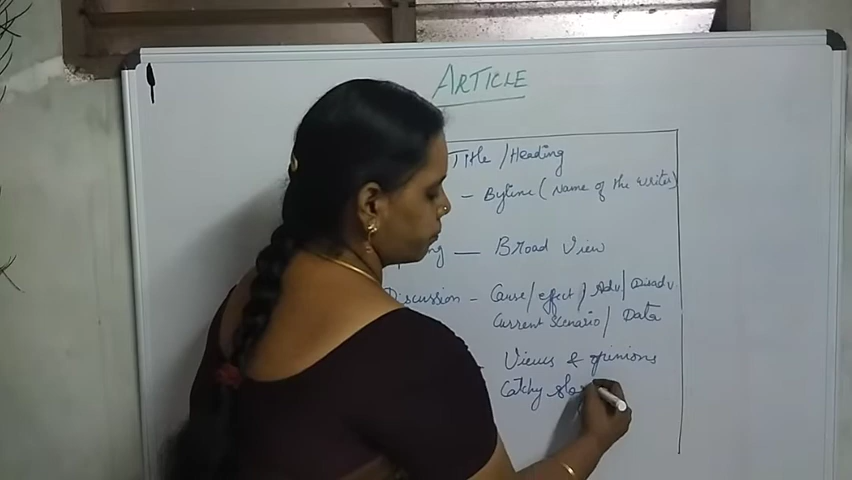 ARTICLE
Title / Heading
- Byline (Name of the writer)
— Broad View
Discussion - Cause / effect / Adv / Disadv
Current Scenario / Data
Views & opinions
Catchy